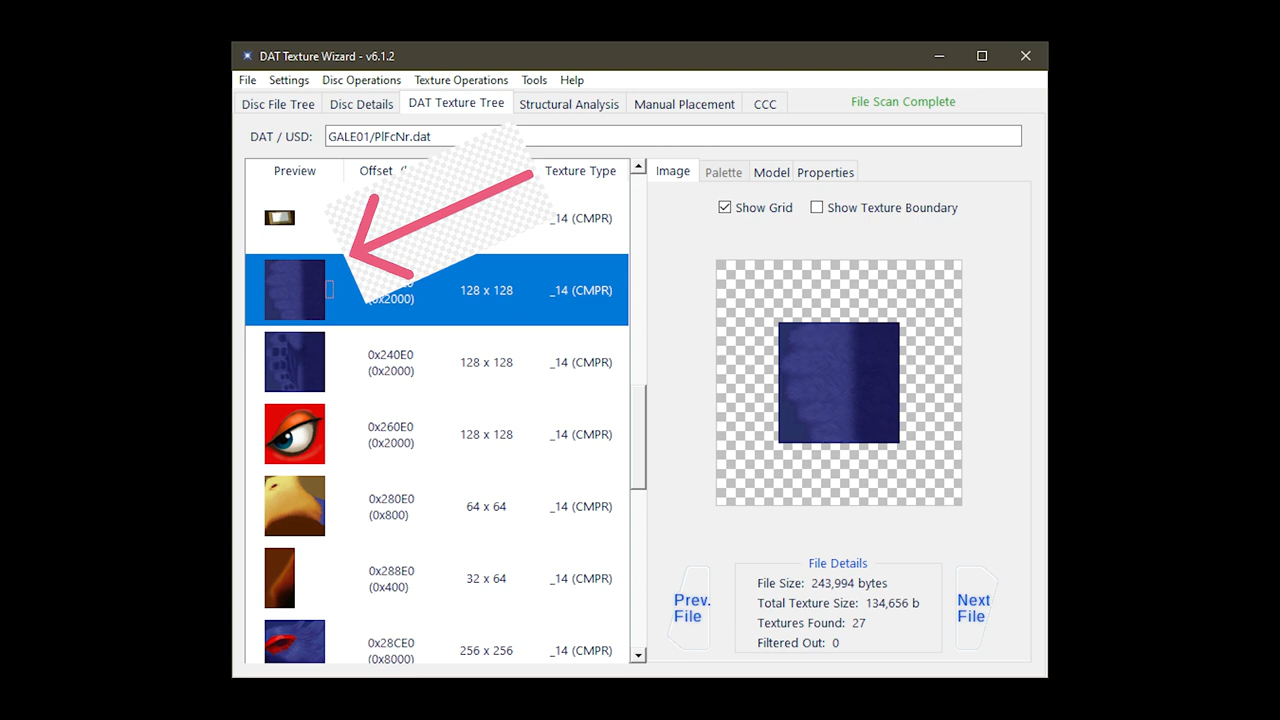 DAT Texture Wizard - v6.1.2
File Settings Disc Operations Texture Operations Tools Help
Disc File Tree Disc Details DAT Texture Tree Structural Analysis Manual Placement CCC File Scan Complete
DAT / USD: GALE01/PlFcNr.dat
Preview Offset Texture Type
Image Palette Model Properties
Show Grid Show Texture Boundary
_14 (CMPR)
(0x2000) 128 x 128 _14 (CMPR)
0x240E0
(0x2000)
128 x 128 _14 (CMPR)
0x260E0
(0x2000)
128 x 128 _14 (CMPR)
0x280E0
(0x800)
64 x 64 _14 (CMPR)
0x288E0
(0x400)
32 x 64 _14 (CMPR)
0x28CE0
(0x8000)
256 x 256 _14 (CMPR)
File Details
File Size: 243,994 bytes
Total Texture Size: 134,656 b
Textures Found: 27
Filtered Out: 0
Prev.
File
Next
File